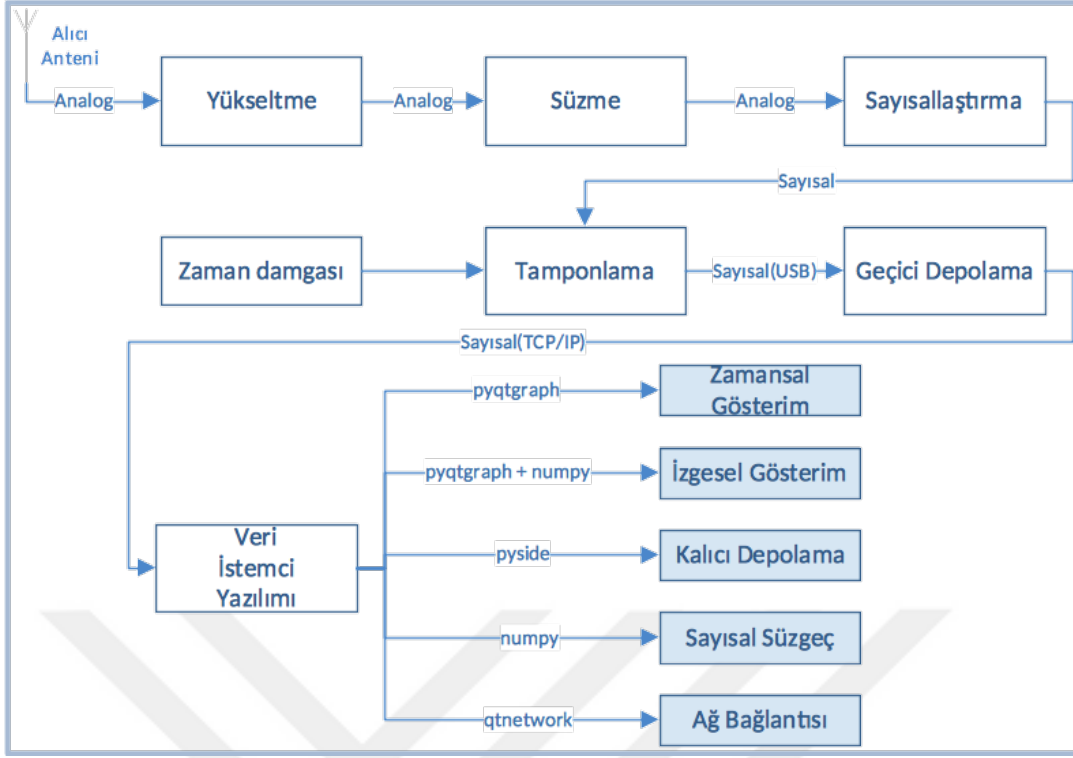 Alıcı
Anteni
Analog
Yükseltme
Analog
Süzme
Analog
Sayısallaştırma
Sayısal
Zaman damgası
Tamponlama
Sayısal(USB)
Geçici Depolama
Sayısal(TCP/IP)
pyqtgraph
Zamansal
Gösterim
pyqtgraph + numpy
İzgesel Gösterim
Veri
İstemci
Yazılımı
pyside
Kalıcı Depolama
numpy
Sayısal Süzgeç
qtnetwork
Ağ Bağlantısı